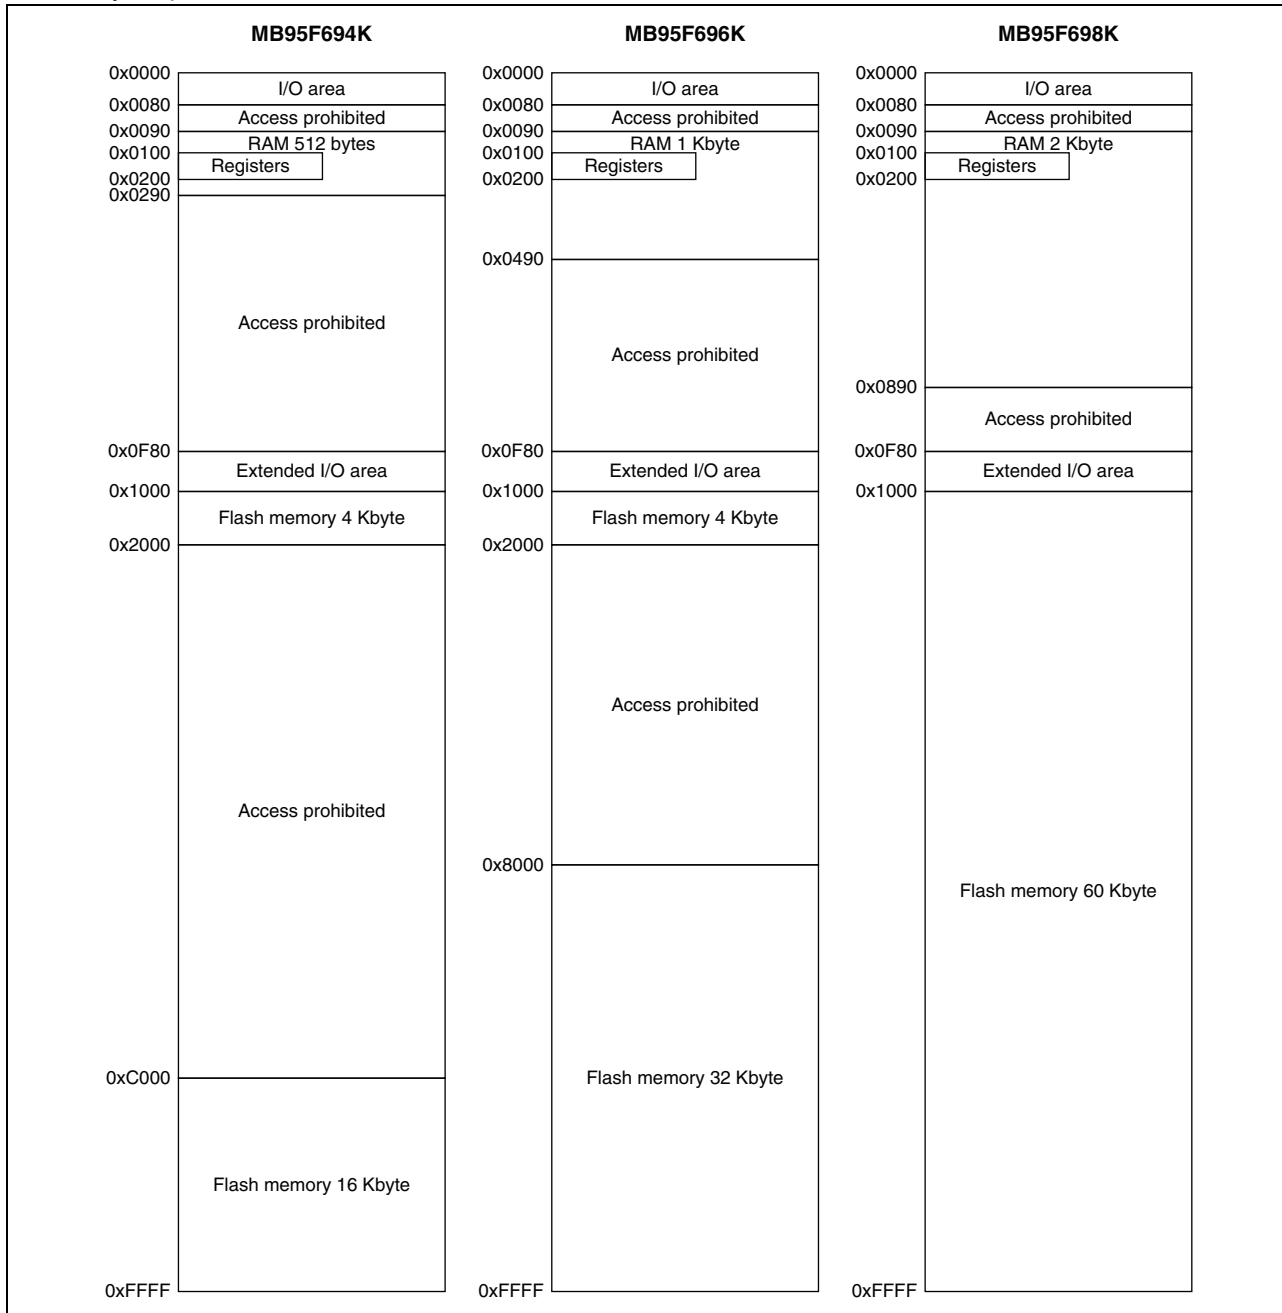 MB95F694K
0x0000
I/O area
0x0080
Access prohibited
0x0090
RAM 512 bytes
0x0100
Registers
0x0200
0x0290
Access prohibited
0x0F80
Extended I/O area
0x1000
Flash memory 4 Kbyte
0x2000
Access prohibited
0xC000
Flash memory 16 Kbyte
0xFFFF
MB95F696K
0x0000
I/O area
0x0080
Access prohibited
0x0090
RAM 1 Kbyte
0x0100
Registers
0x0200
0x0490
Access prohibited
0x0F80
Extended I/O area
0x1000
Flash memory 4 Kbyte
0x2000
Access prohibited
0x8000
Flash memory 32 Kbyte
0xFFFF
MB95F698K
0x0000
I/O area
0x0080
Access prohibited
0x0090
RAM 2 Kbyte
0x0100
Registers
0x0200
0x0890
Access prohibited
0x0F80
Extended I/O area
0x1000
Flash memory 60 Kbyte
0xFFFF